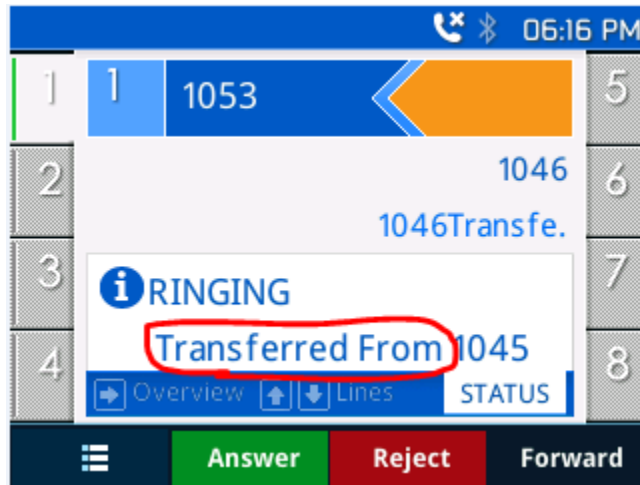 06:16 PM
1
1
1053
5
1046
2
6
1046Transfe.
3
RINGING
7
Transferred From 1045
4
8
Overview Lines STATUS
Answer Reject Forward